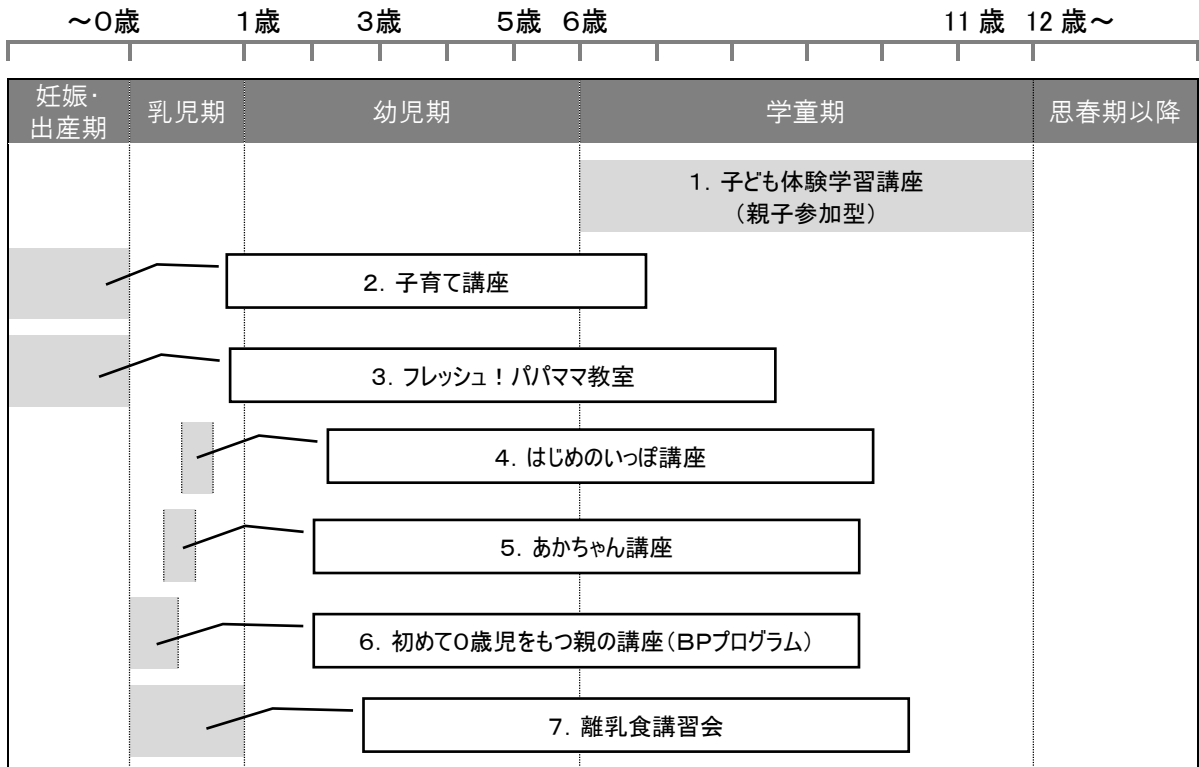 ～０歳 １歳 ３歳 ５歳 ６歳 11 歳 12 歳～
妊娠・
出産期
乳児期 幼児期 学童期 思春期以降
１．子ども体験学習講座
（親子参加型）
２．子育て講座
３．フレッシュ！パパママ教室
４．はじめのいっぽ講座
５．あかちゃん講座
６．初めて０歳児をもつ親の講座（ＢＰプログラム）
７．離乳食講習会